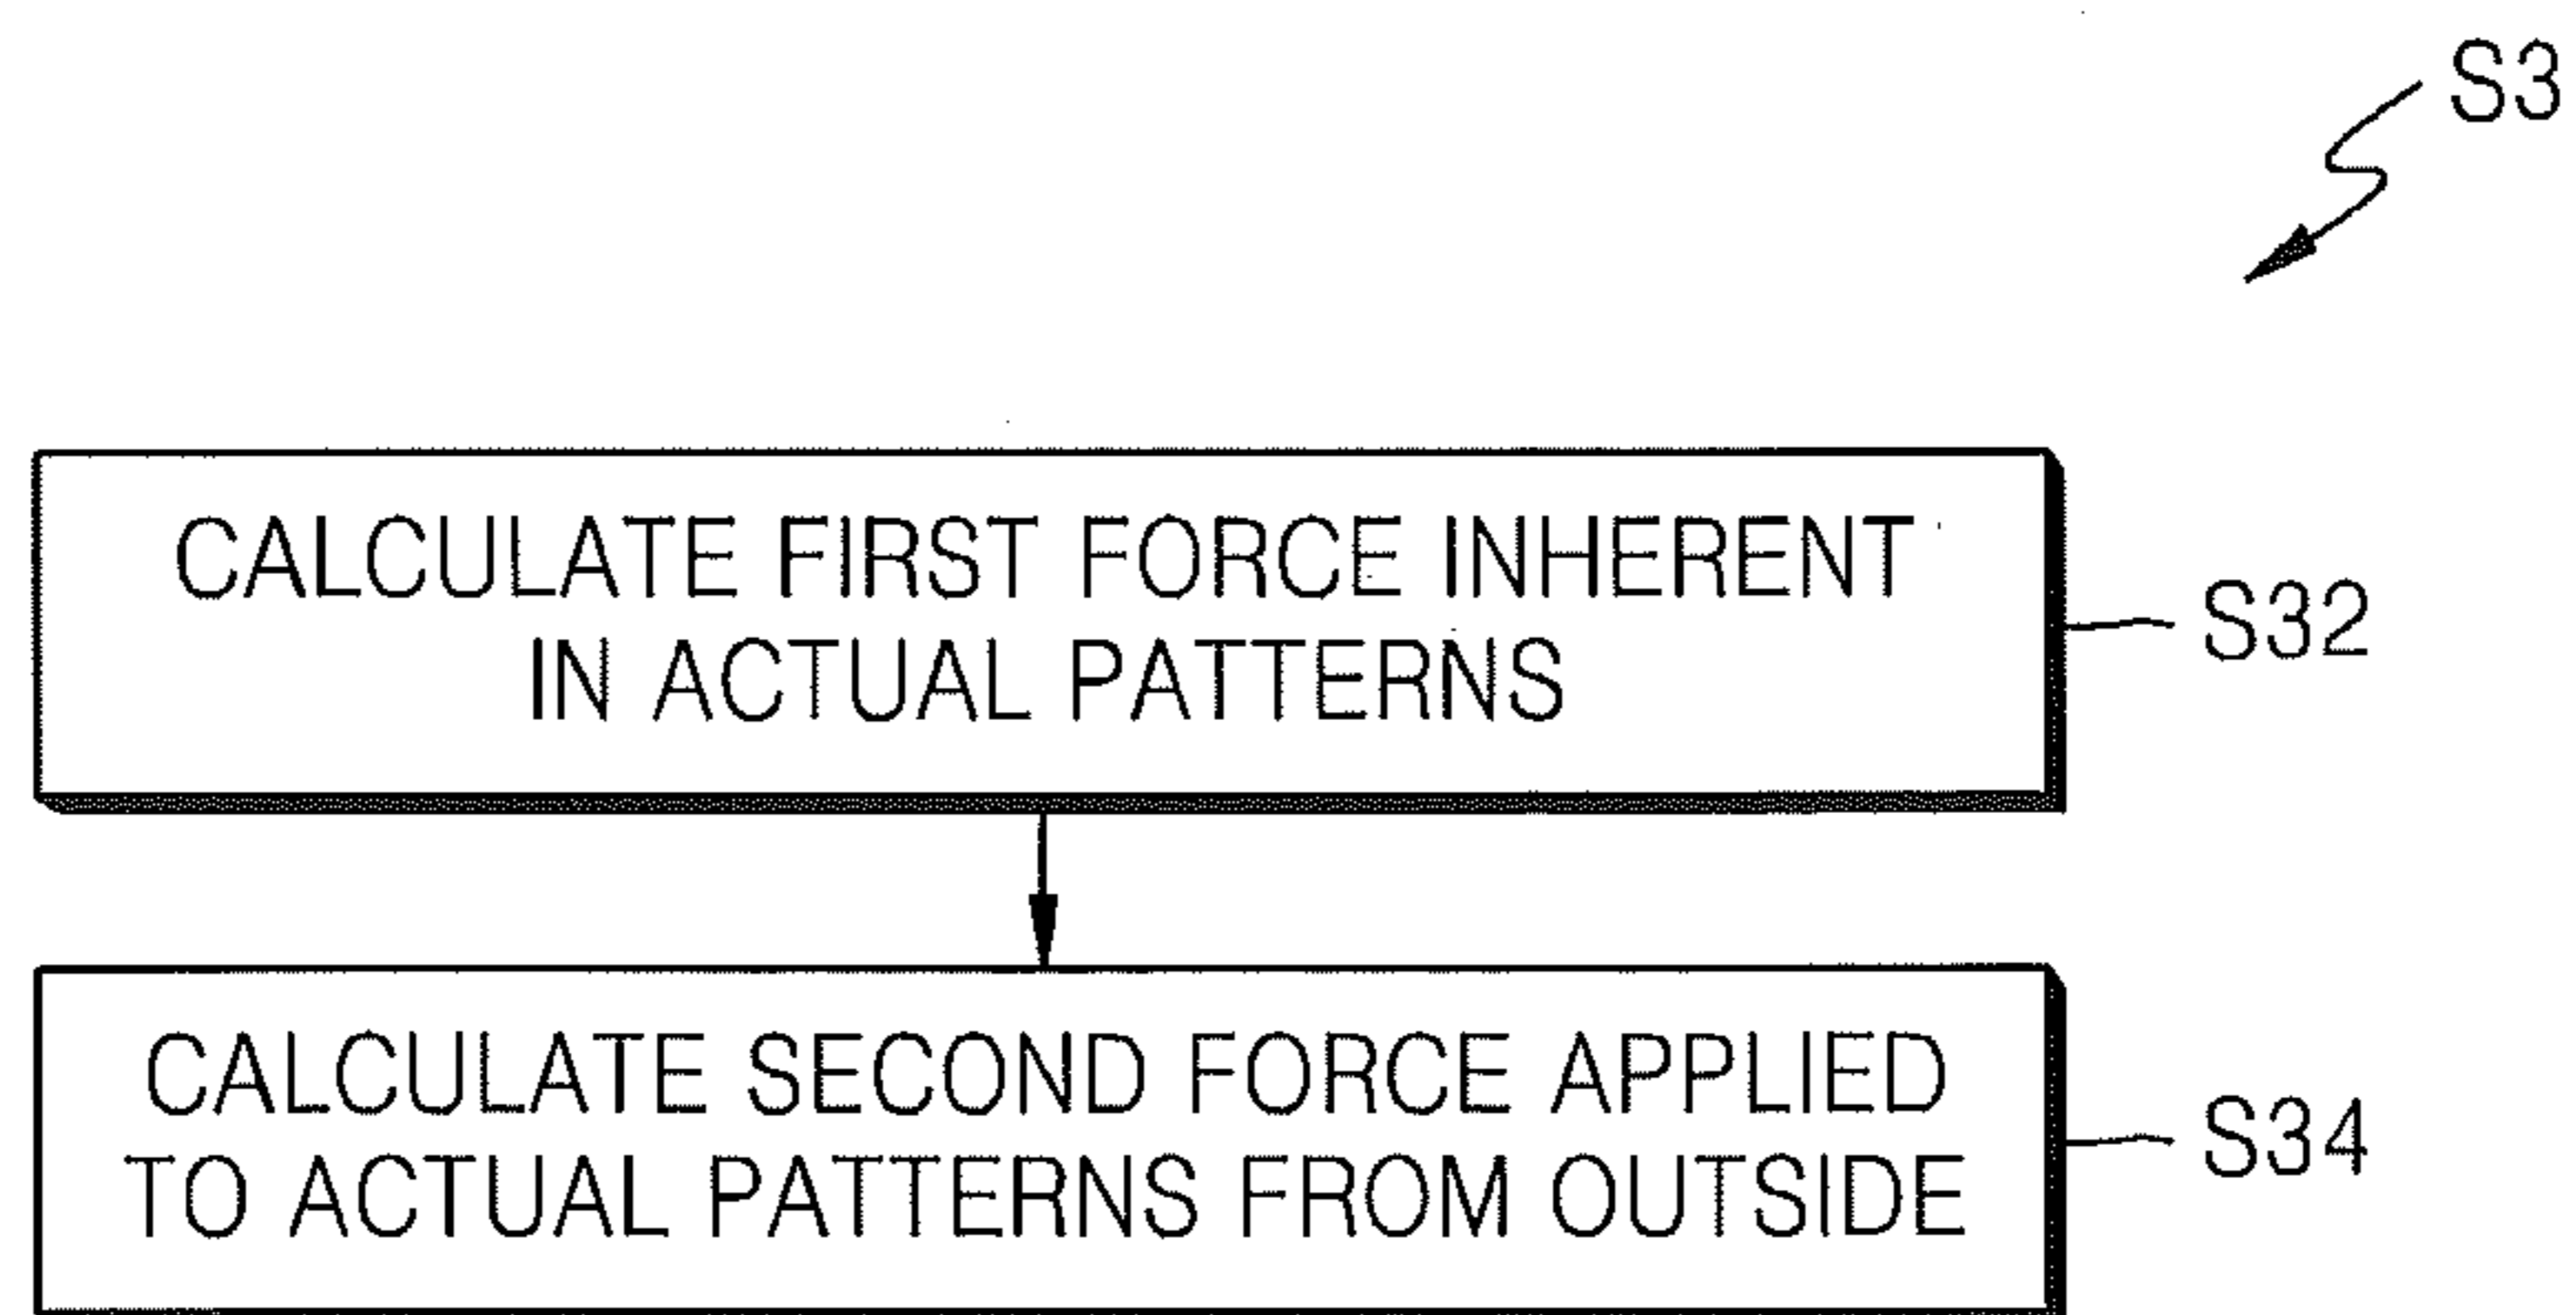 S3
CALCULATE FIRST FORCE INHERENT
IN ACTUAL PATTERNS
S32
CALCULATE SECOND FORCE APPLIED
TO ACTUAL PATTERNS FROM OUTSIDE
S34